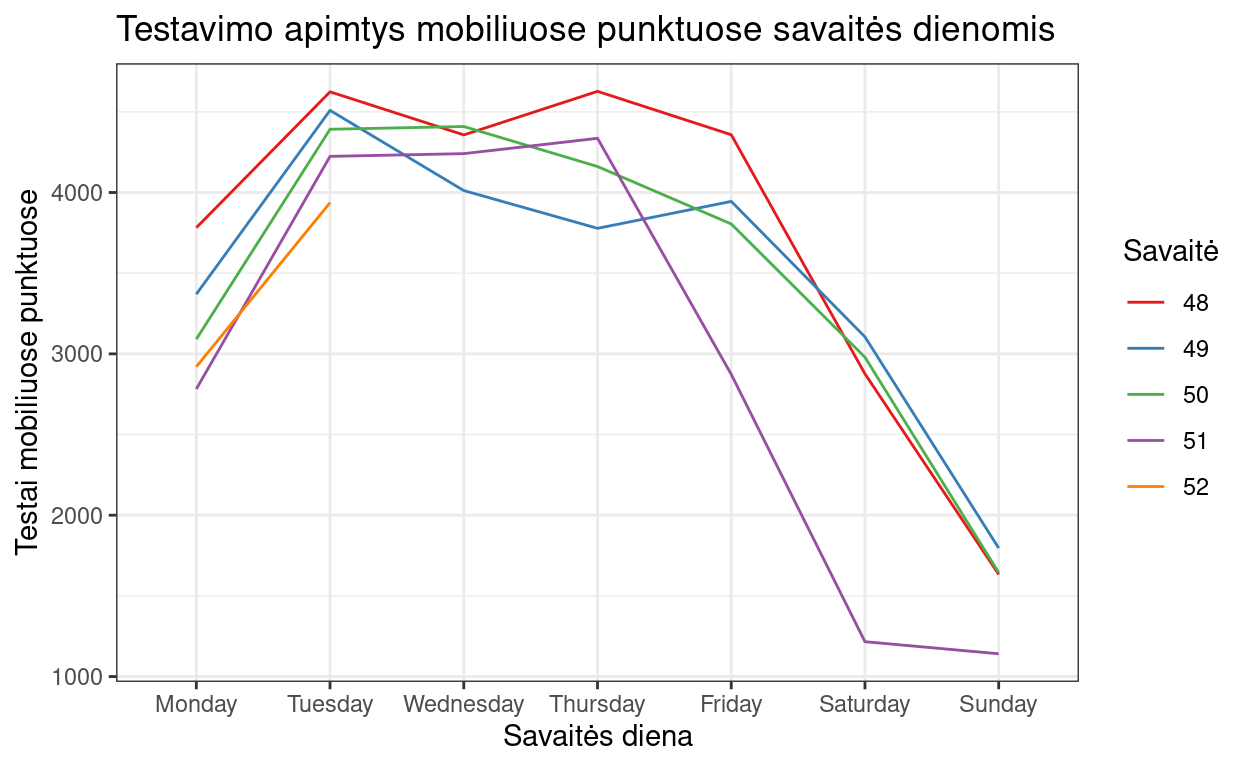 Testavimo apimtys mobiliuose punktuose savaitės dienomis
Testai mobiliuose punktuose
4000
3000
2000
1000
Monday Tuesday Wednesday Thursday Friday Saturday Sunday
Savaitės diena
Savaitė
48
49
50
51
52